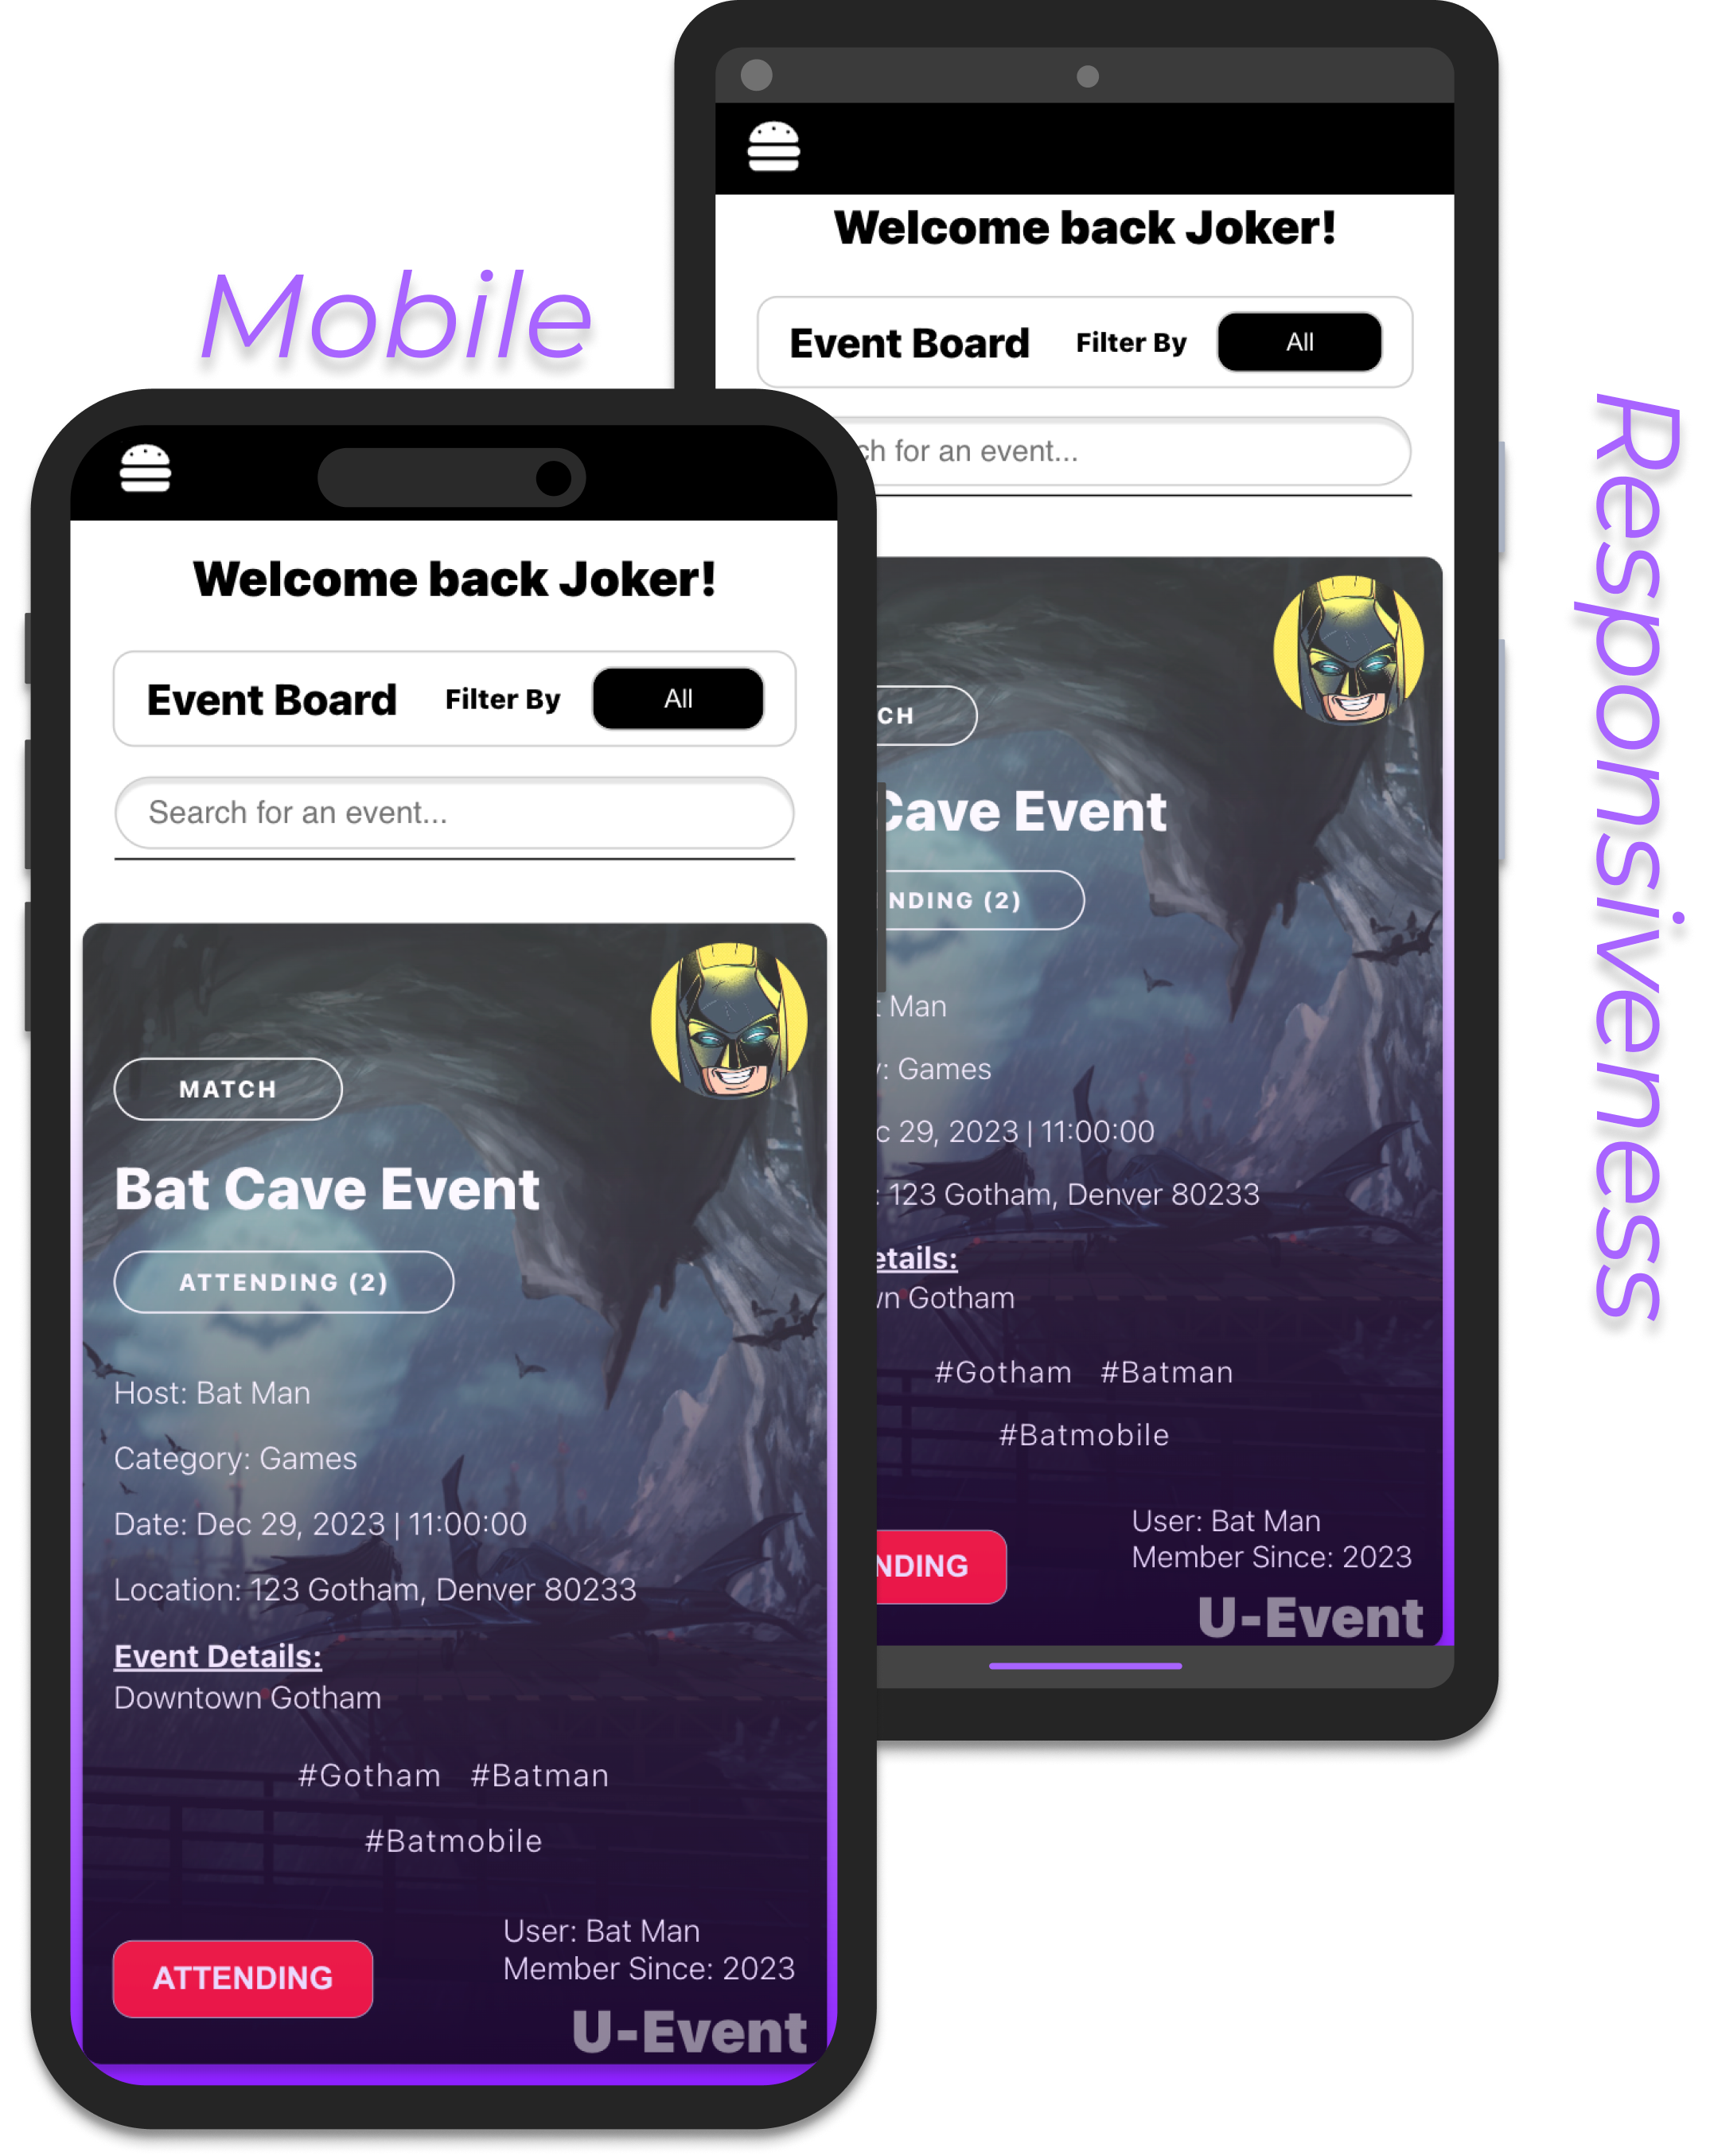 Mobile
Responsiveness
Welcome back Joker!
Event Board Filter By All
Search for an event...
MATCH
Bat Cave Event
ATTENDING (2)
Host: Bat Man
Category: Games
Date: Dec 29, 2023 | 11:00:00
Location: 123 Gotham, Denver 80233
Event Details:
Downtown Gotham
#Gotham #Batman
#Batmobile
ATTENDING
User: Bat Man
Member Since: 2023
U-Event
Welcome back Joker!
Event Board Filter By All
ch for an event...
CH
Cave Event
NDING (2)
t Man
y: Games
c 29, 2023 | 11:00:00
: 123 Gotham, Denver 80233
etails:
wn Gotham
#Gotham #Batman
#Batmobile
NDING
User: Bat Man
Member Since: 2023
U-Event